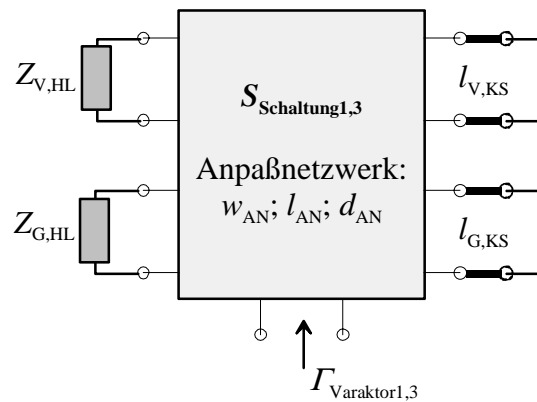 Z_V,HL
S_Schaltung1,3
l_V,KS
Anpaßnetzwerk:
w_AN; l_AN; d_AN
Z_G,HL
l_G,KS
Γ_Varaktor1,3